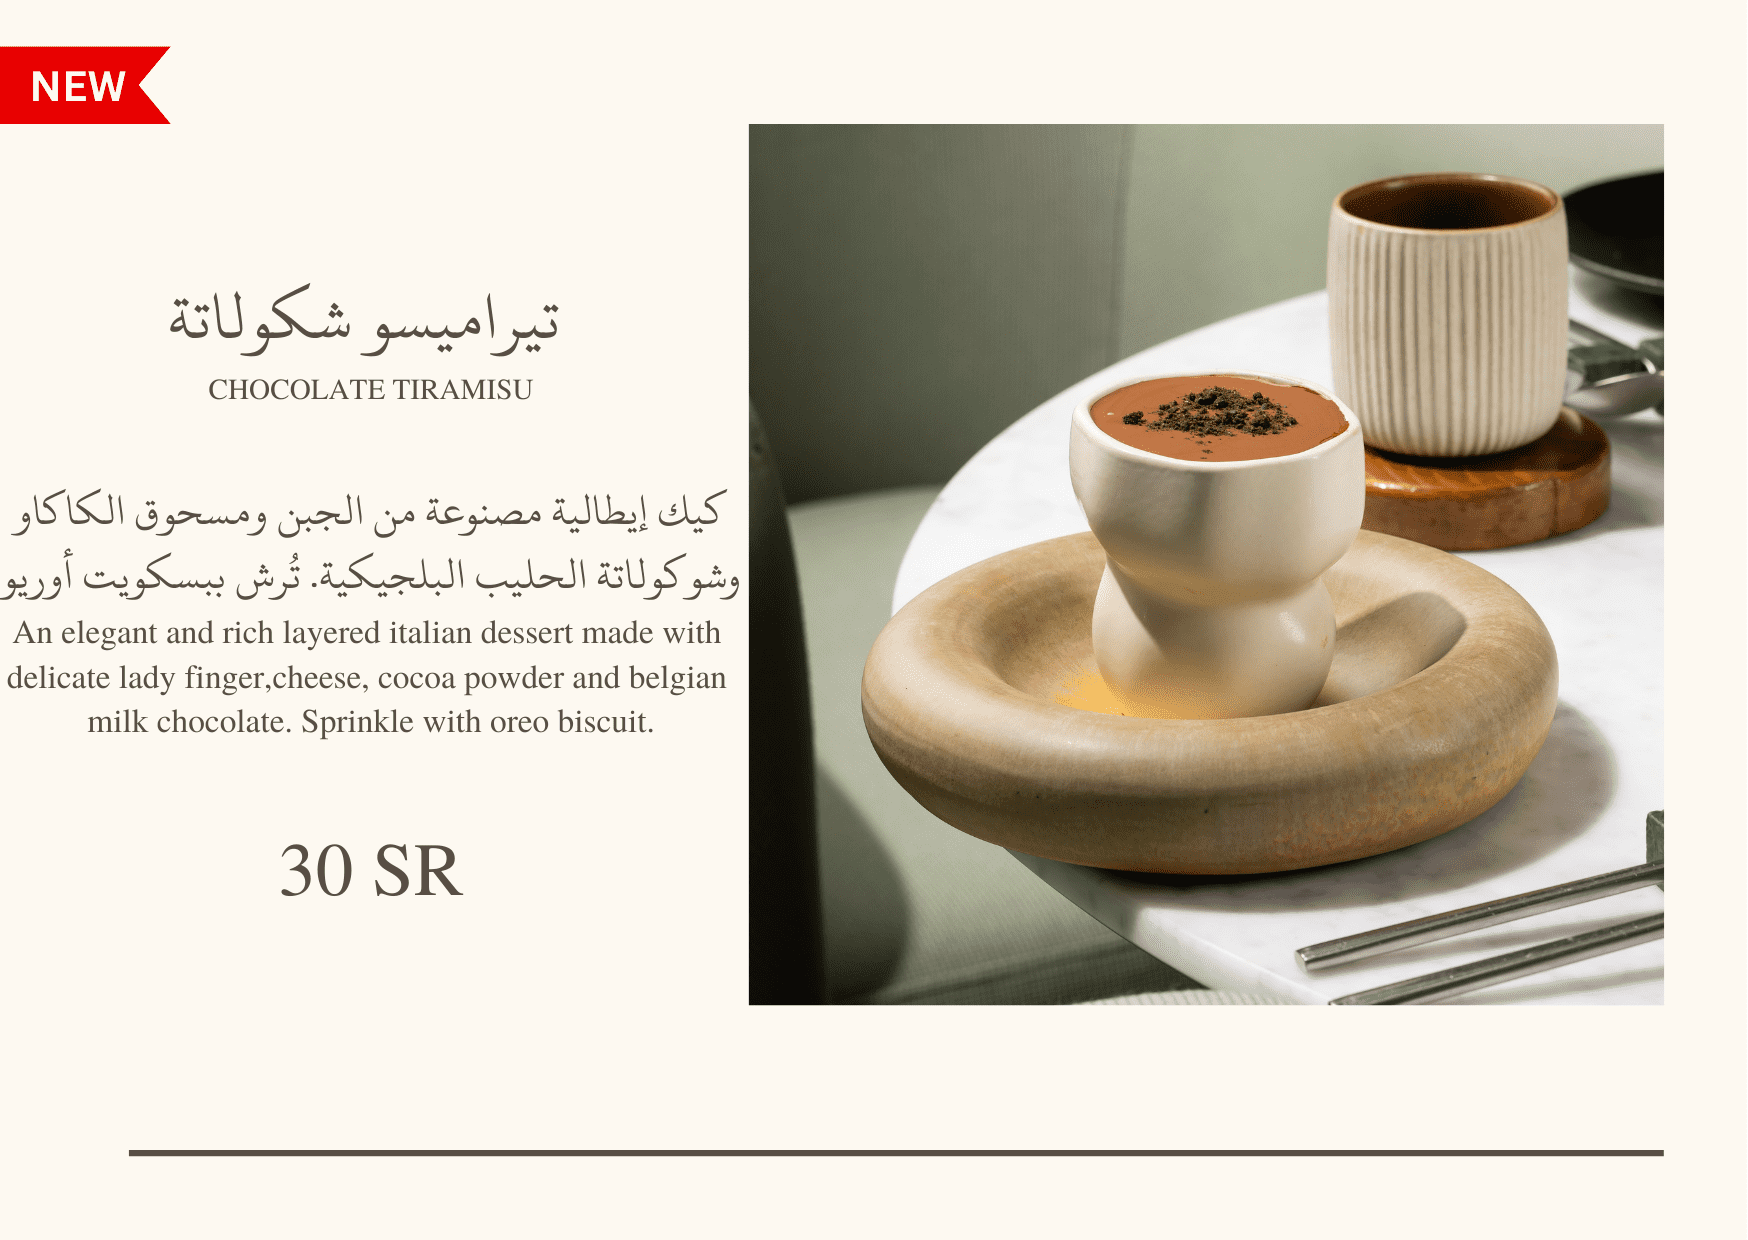 NEW
تيراميسو شكولاتة
CHOCOLATE TIRAMISU
كيك إيطالية مصنوعة من الجبن ومسحوق الكاكاو
وشوكولاتة الحليب البلجيكية. تُرش ببسكويت أوريو
An elegant and rich layered italian dessert made with
delicate lady finger,cheese, cocoa powder and belgian
milk chocolate. Sprinkle with oreo biscuit.
30 SR